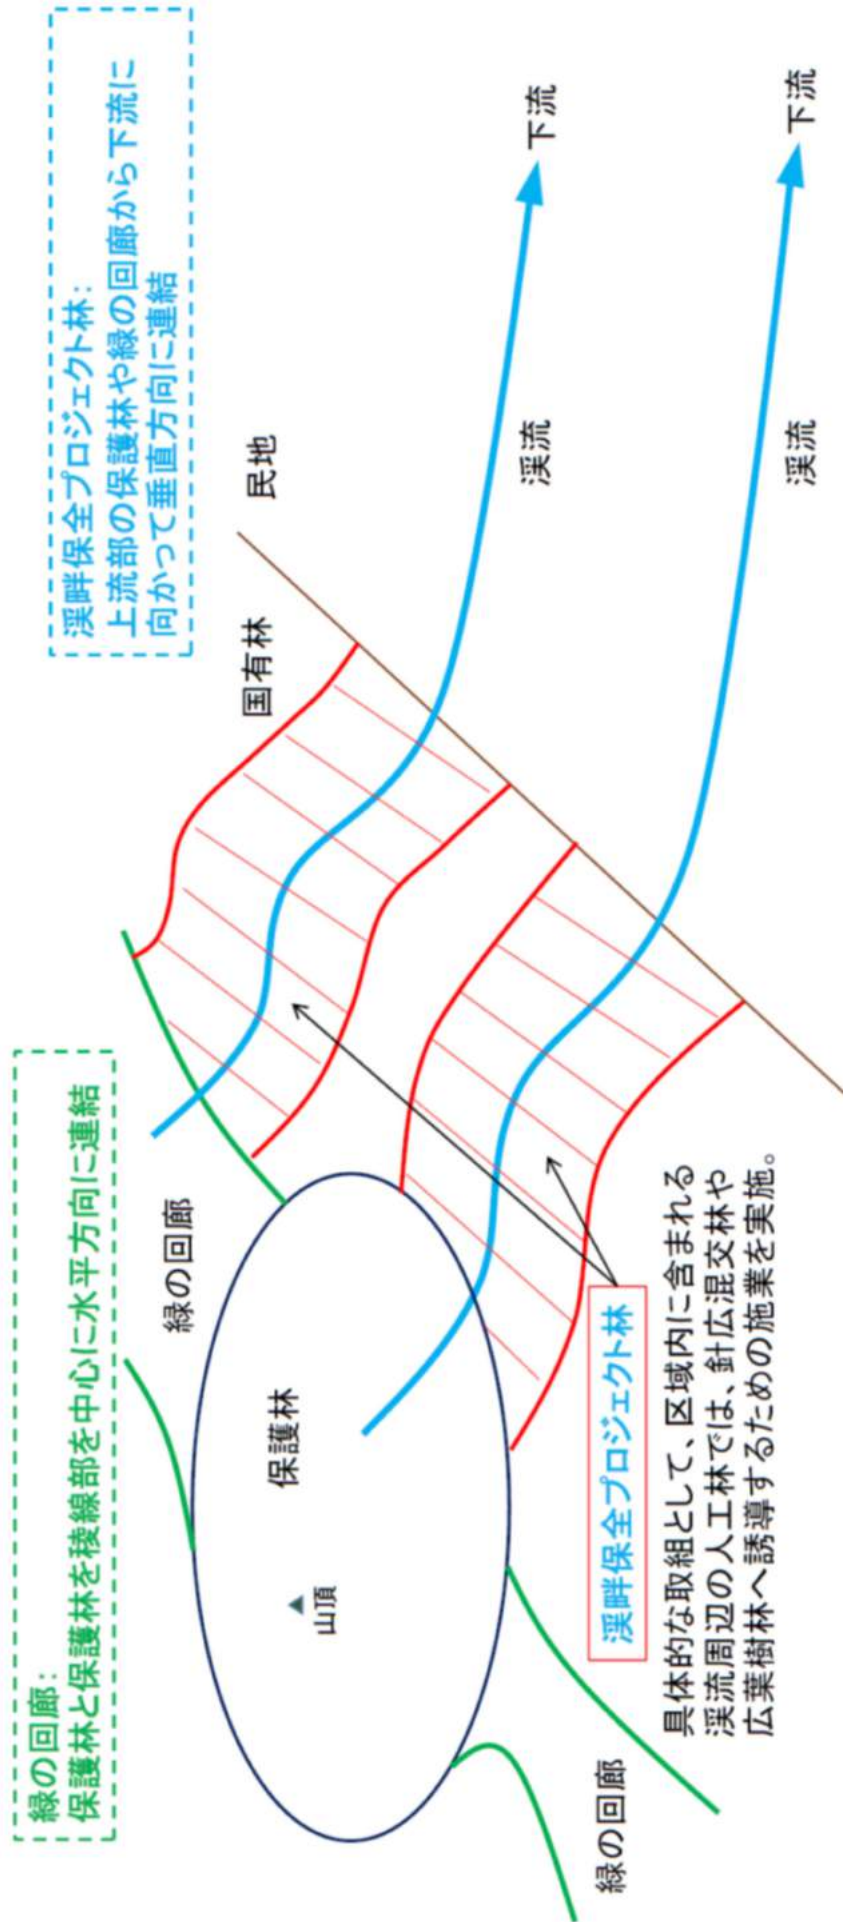 緑の回廊:
保護林と保護林を稜線部を中心に水平方向に連結
渓畔保全プロジェクト林:
上流部の保護林や緑の回廊から下流に
向かって垂直方向に連結
緑の回廊
国有林
民地
保護林
山頂
渓流
下流
渓流
下流
緑の回廊
渓畔保全プロジェクト林
具体的な取組として、区域内に含まれる
渓流周辺の人工林では、針広混交林や
広葉樹林へ誘導するための施業を実施。